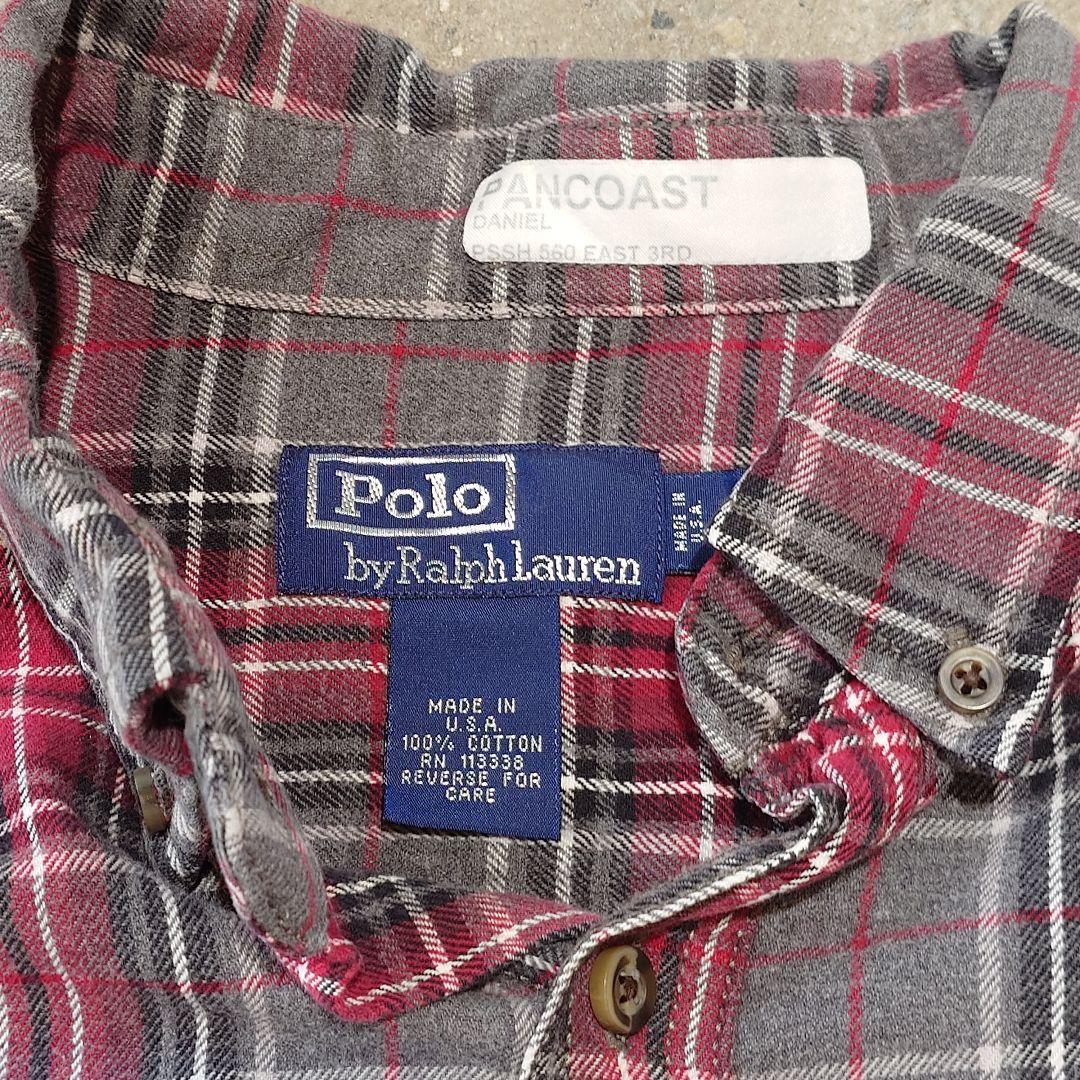 PANCOAST
DANIEL
PSSH 560 EAST 3RD
Polo
by Ralph Lauren
MADE IN
U.S.A.
MADE IN
U.S.A.
100% COTTON
RN 113338
REVERSE FOR
CARE